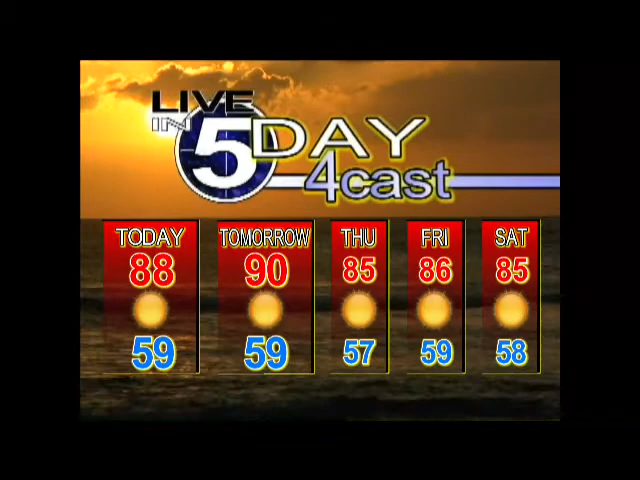 LIVE
IN 5 DAY
4cast
TODAY TOMORROW THU FRI SAT
88 90 85 86 85
59 59 57 59 58